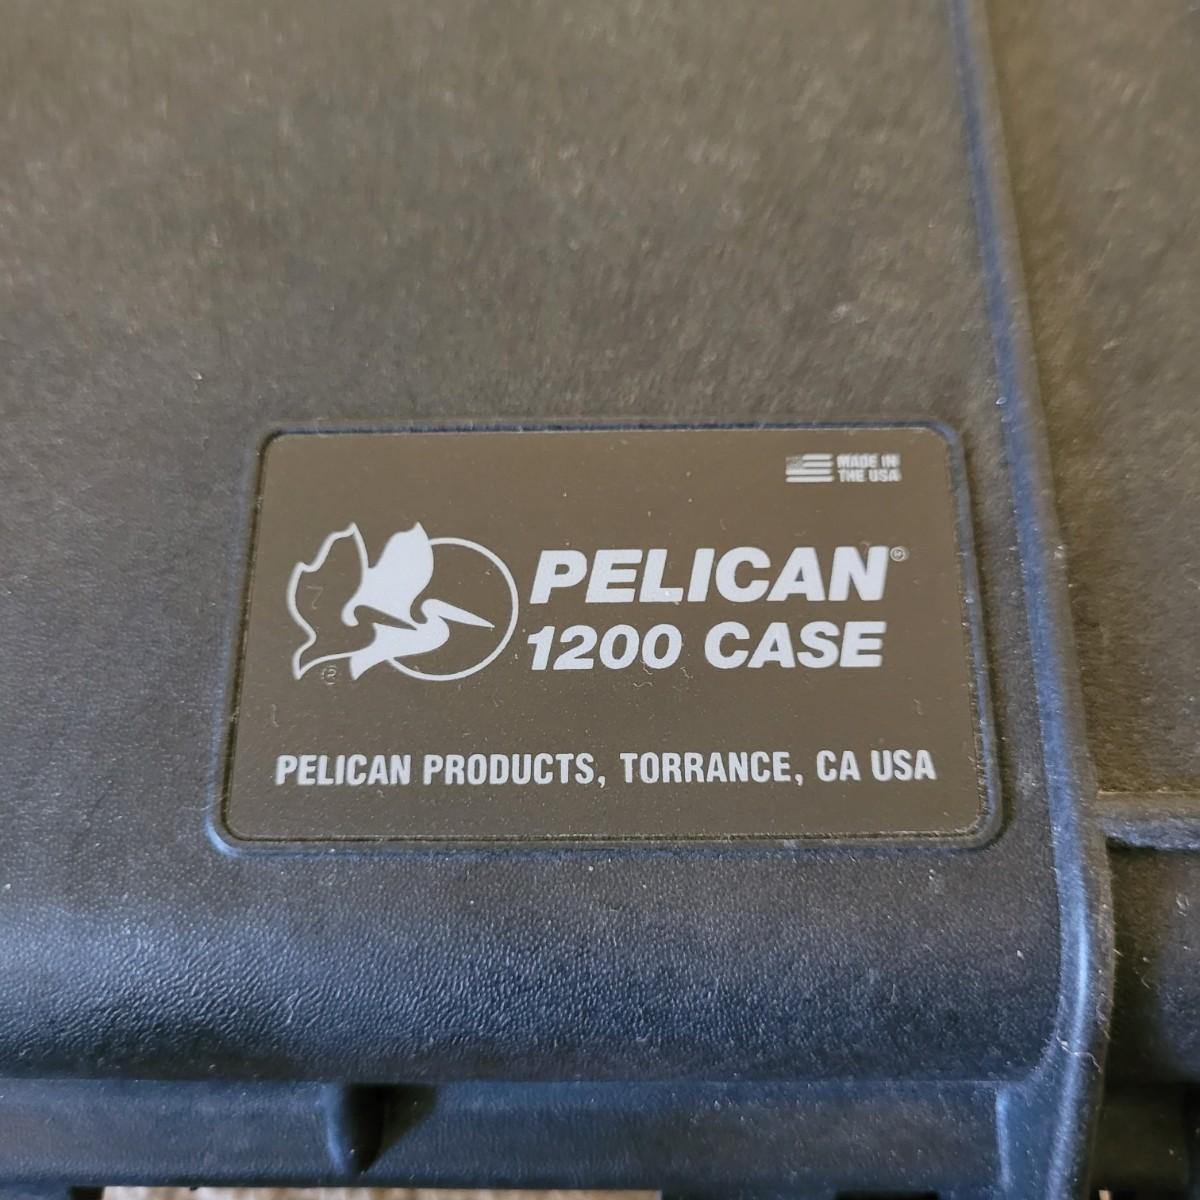 MADE IN
THE USA
PELICAN®
1200 CASE
®
PELICAN PRODUCTS, TORRANCE, CA USA